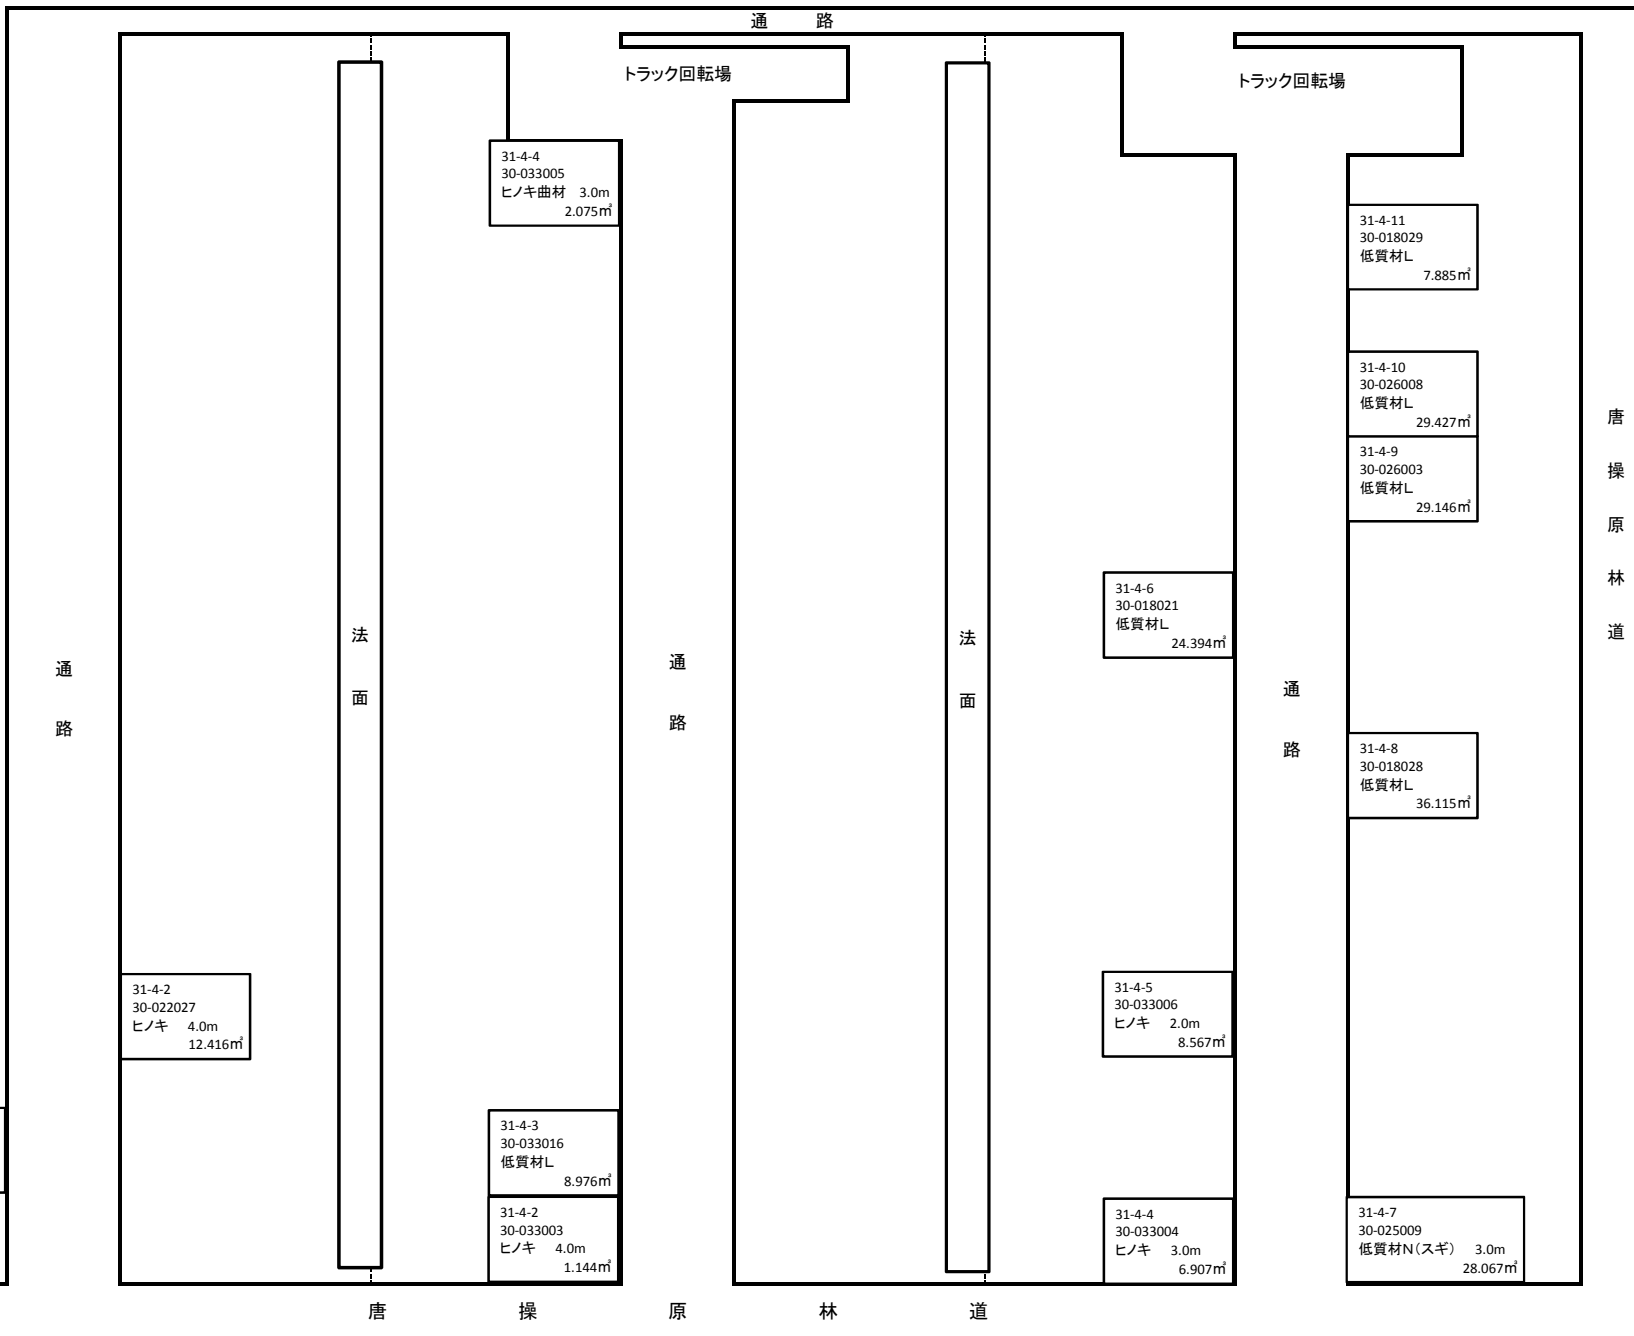 通　　路
トラック回転場
トラック回転場
31-4-4
30-033005
ヒノキ曲材　3.0m
2.075㎥
31-4-11
30-018029
低質材L
7.885㎥
31-4-10
30-026008
低質材L
29.427㎥
31-4-9
30-026003
低質材L
29.146㎥
唐操原林道
31-4-6
30-018021
低質材L
24.394㎥
法面
法面
通路
通路
通路
31-4-8
30-018028
低質材L
36.115㎥
31-4-2
30-022027
ヒノキ　4.0m
12.416㎥
31-4-5
30-033006
ヒノキ　2.0m
8.567㎥
31-4-3
30-033016
低質材L
8.976㎥
31-4-2
30-033003
ヒノキ　4.0m
1.144㎥
31-4-4
30-033004
ヒノキ　3.0m
6.907㎥
31-4-7
30-025009
低質材N（スギ）　3.0m
28.067㎥
唐　操　原　林　道